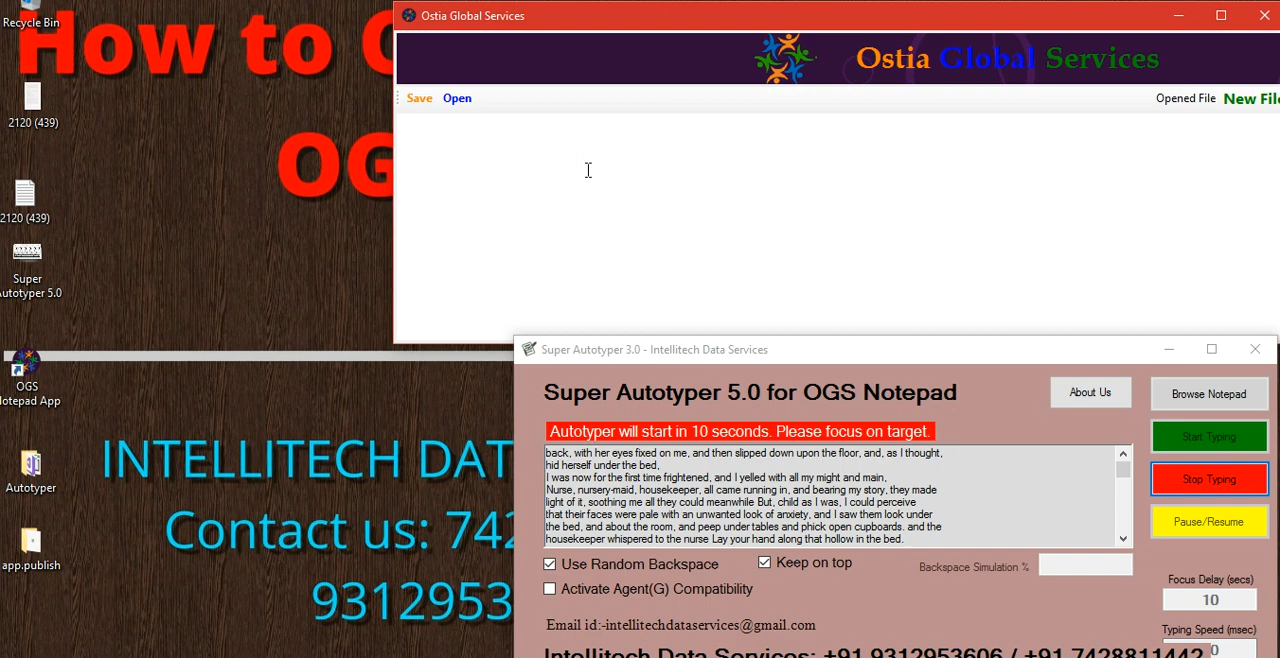 Recycle Bin
How to
OG
2120 (439)
2120 (439)
Super
Autotyper 5.0
OGS
Notepad App
Autotyper
app.publish
INTELLITECH DAT
Contact us: 742
9312953
Ostia Global Services
Ostia Global Services
Save Open
Opened File New File
Super Autotyper 3.0 - Intellitech Data Services
Super Autotyper 5.0 for OGS Notepad
About Us
Browse Notepad
Autotyper will start in 10 seconds. Please focus on target.
Start Typing
back, with her eyes fixed on me, and then slipped down upon the floor, and, as I thought,
hid herself under the bed,
I was now for the first time frightened, and I yelled with all my might and main,
Nurse, nursery-maid, housekeeper, all came running in, and bearing my story, they made
light of it, soothing me all they could meanwhile But, child as I was, I could perceive
that their faces were pale with an unwanted look of anxiety, and I saw them look under
the bed, and about the room, and peep under tables and phick open cupboards. and the
housekeeper whispered to the nurse Lay your hand along that hollow in the bed.
Stop Typing
Pause/Resume
Use Random Backspace
Keep on top
Backspace Simulation %
Activate Agent(G) Compatibility
Focus Delay (secs)
10
Email id:-intellitechdataservices@gmail.com
Typing Speed (msec)
0
Intellitech Data Services: +91 9312953606 / +91 7428811442